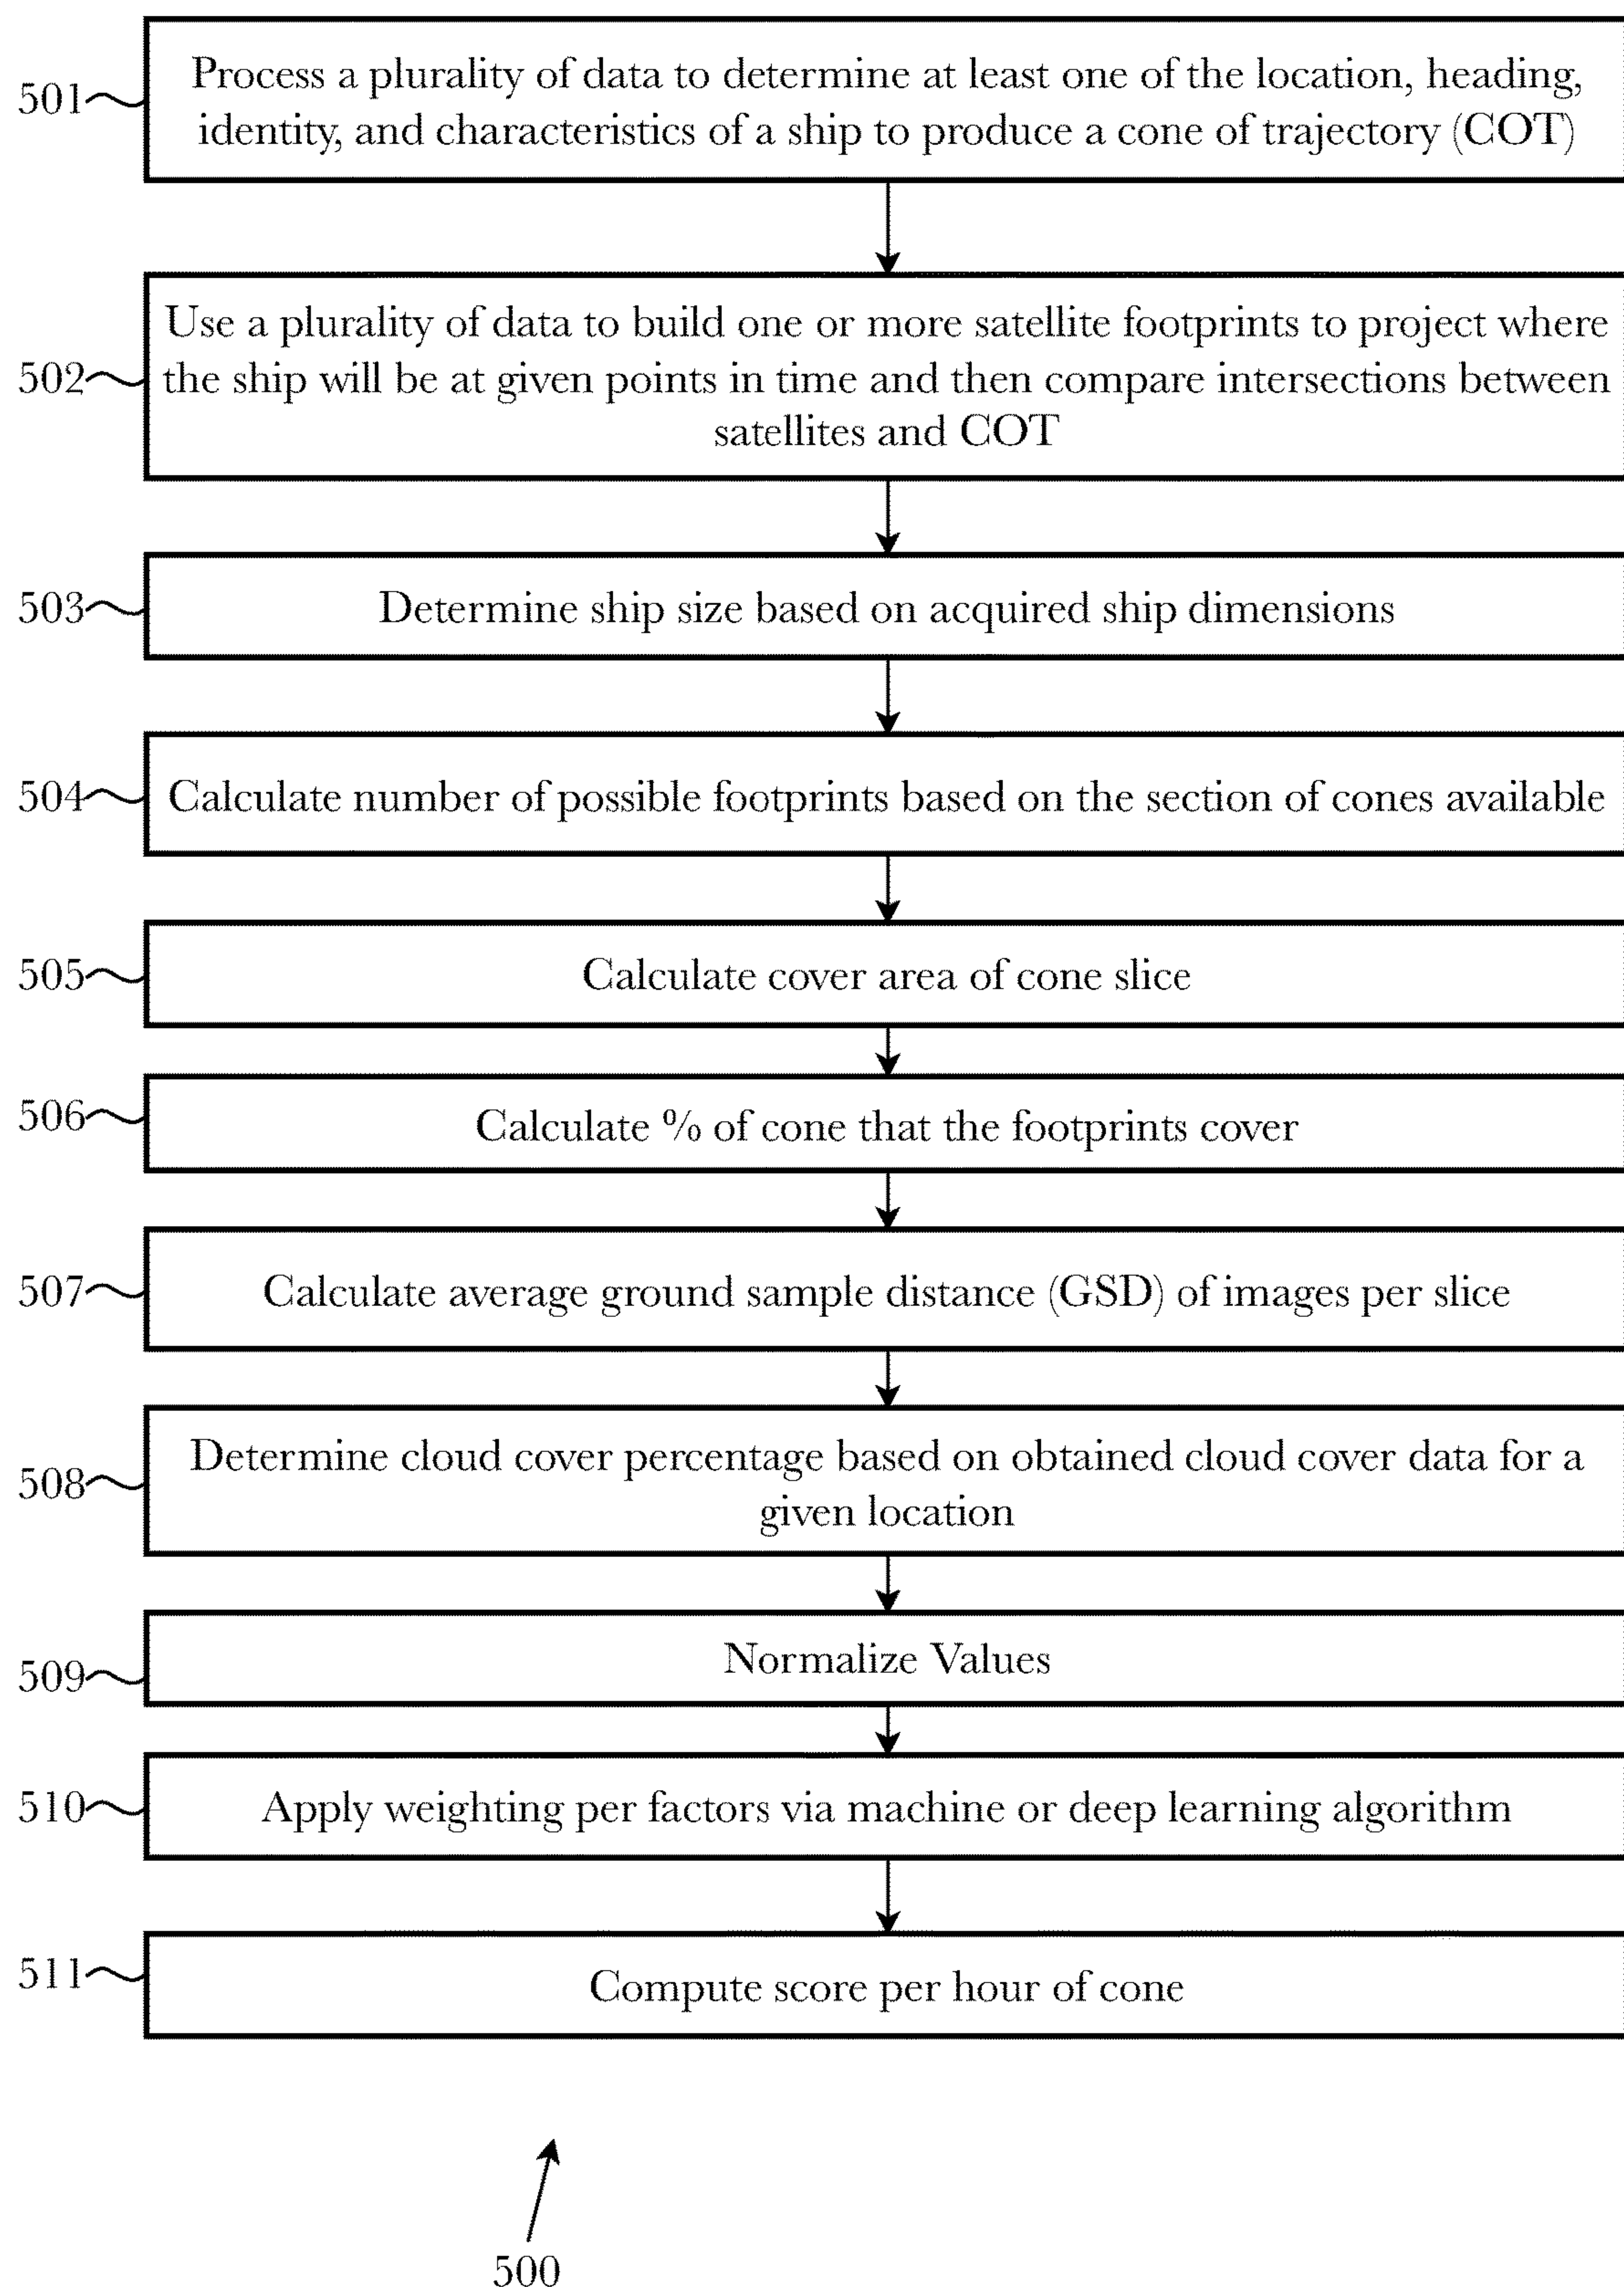 501
Process a plurality of data to determine at least one of the location, heading,
identity, and characteristics of a ship to produce a cone of trajectory (COT)
502
Use a plurality of data to build one or more satellite footprints to project where
the ship will be at given points in time and then compare intersections between
satellites and COT
503
Determine ship size based on acquired ship dimensions
504
Calculate number of possible footprints based on the section of cones available
505
Calculate cover area of cone slice
506
Calculate % of cone that the footprints cover
507
Calculate average ground sample distance (GSD) of images per slice
508
Determine cloud cover percentage based on obtained cloud cover data for a
given location
509
Normalize Values
510
Apply weighting per factors via machine or deep learning algorithm
511
Compute score per hour of cone
500